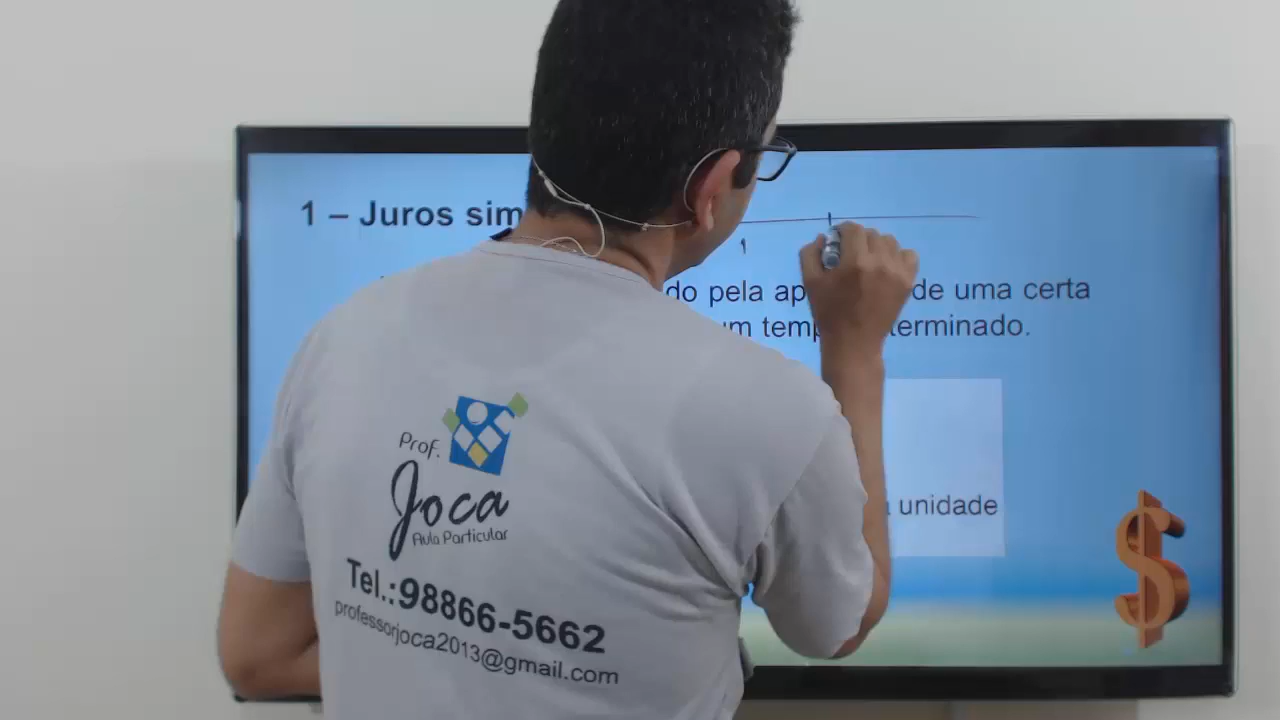 1 – Juros sim
1
do pela ap de uma certa
um temp terminado.
unidade
Prof.
Joca
Aula Particular
Tel.:98866-5662
professorjoca2013@gmail.com